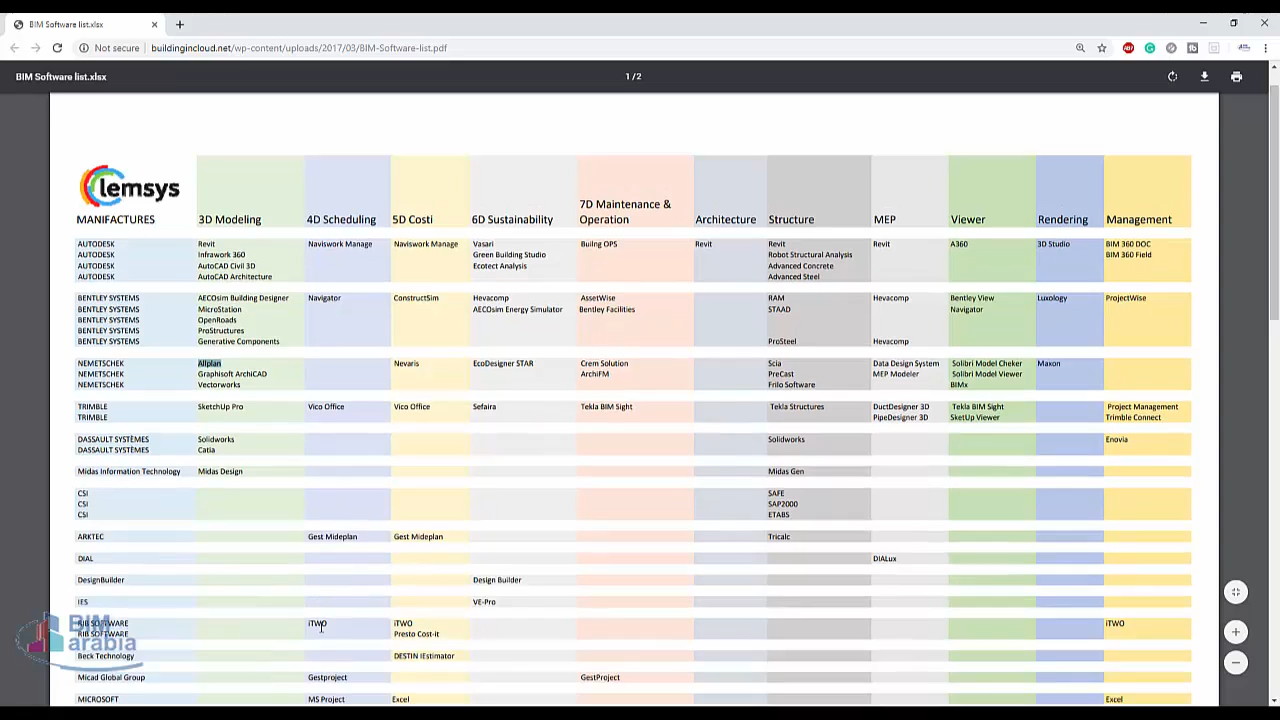 BIM Software list.xlsx
Not secure buildingincloud.net/wp-content/uploads/2017/03/BIM-Software-list.pdf
BIM Software list.xlsx 1/2
lemsys
MANIFACTURES 3D Modeling 4D Scheduling 5D Costi 6D Sustainability 7D Maintenance & Operation Architecture Structure MEP Viewer Rendering Management
AUTODESK Revit Naviswork Manage Naviswork Manage Vasari Builng OPS Revit Revit Revit A360 3D Studio BIM 360 DOC
AUTODESK Infrawork 360 Green Building Studio Robot Structural Analysis BIM 360 Field
AUTODESK AutoCAD Civil 3D Ecotect Analysis Advanced Concrete
AUTODESK AutoCAD Architecture Advanced Steel
BENTLEY SYSTEMS AECOsim Building Designer Navigator ConstructSim Hevacomp AssetWise RAM Hevacomp Bentley View Luxology ProjectWise
BENTLEY SYSTEMS MicroStation AECOsim Energy Simulator Bentley Facilities STAAD Navigator
BENTLEY SYSTEMS OpenRoads
BENTLEY SYSTEMS ProStructures
BENTLEY SYSTEMS Generative Components ProSteel Hevacomp
NEMETSCHEK Allplan Nevaris EcoDesigner STAR Crem Solution Scia Data Design System Solibri Model Cheker Maxon
NEMETSCHEK Graphisoft ArchiCAD ArchiFM PreCast MEP Modeler Solibri Model Viewer
NEMETSCHEK Vectorworks Frilo Software BIMx
TRIMBLE SketchUp Pro Vico Office Vico Office Sefaira Tekla BIM Sight Tekla Structures DuctDesigner 3D Tekla BIM Sight Project Management
TRIMBLE PipeDesigner 3D SketUp Viewer Trimble Connect
DASSAULT SYSTÈMES Solidworks Solidworks Enovia
DASSAULT SYSTÈMES Catia
Midas Information Technology Midas Design Midas Gen
CSI SAFE
CSI SAP2000
CSI ETABS
ARKTEC Gest Mideplan Gest Mideplan Tricalc
DIAL DIALux
DesignBuilder Design Builder
IES VE-Pro
RIB SOFTWARE iTWO iTWO iTWO
RIB SOFTWARE Presto Cost-it
Beck Technology DESTIN IEstimator
Micad Global Group Gestproject GestProject
MICROSOFT MS Project Excel Excel
BIM
arabia